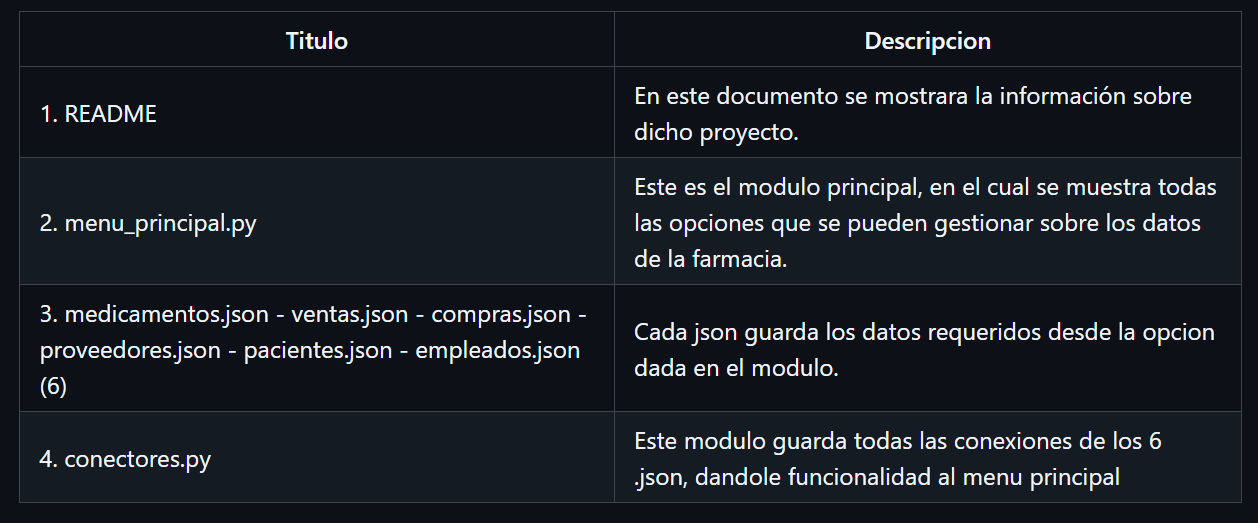 Titulo
Descripcion
1. README
En este documento se mostrara la información sobre
dicho proyecto.
2. menu_principal.py
Este es el modulo principal, en el cual se muestra todas
las opciones que se pueden gestionar sobre los datos
de la farmacia.
3. medicamentos.json - ventas.json - compras.json -
proveedores.json - pacientes.json - empleados.json
(6)
Cada json guarda los datos requeridos desde la opcion
dada en el modulo.
4. conectores.py
Este modulo guarda todas las conexiones de los 6
.json, dandole funcionalidad al menu principal